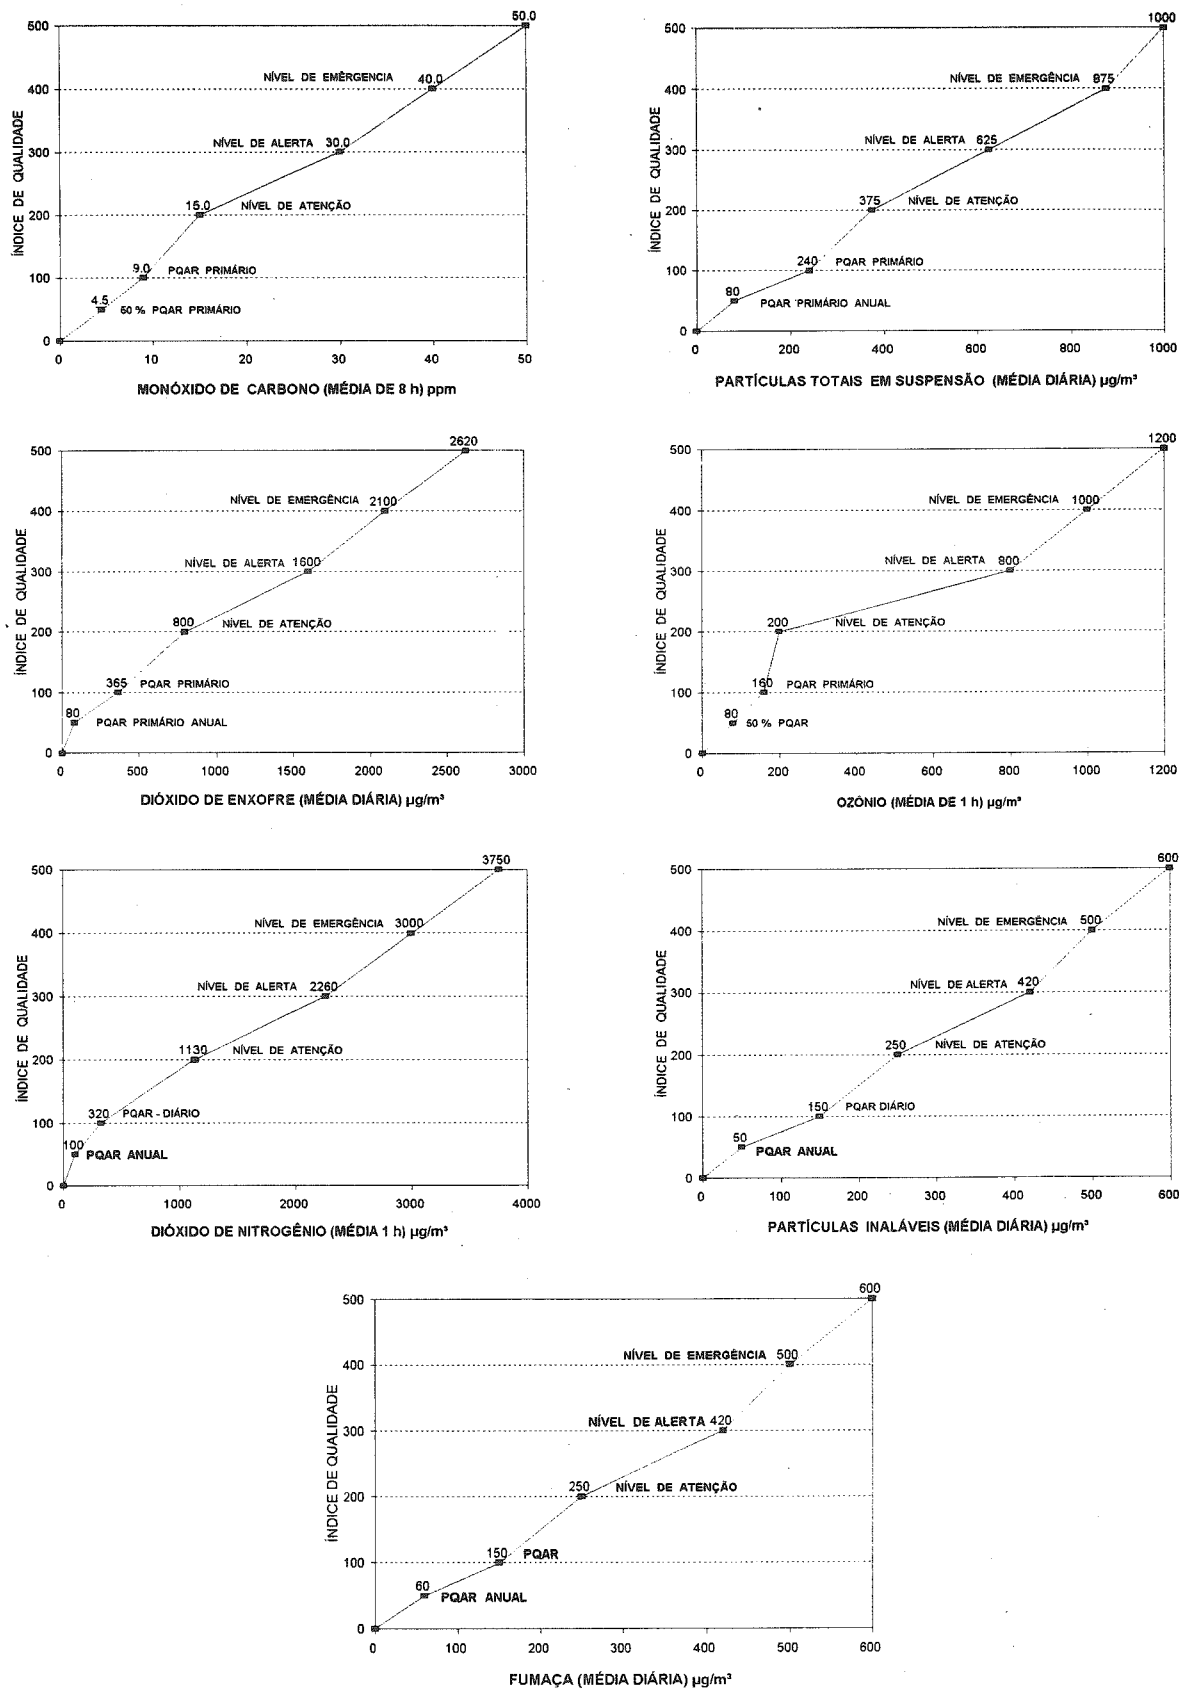 50.0
500
NÍVEL DE EMÊRGENCIA 40.0
400
NÍVEL DE ALERTA 30.0
300
15.0 NÍVEL DE ATENÇÃO
200
9.0 PQAR PRIMÁRIO
100
4.5 50 % PQAR PRIMÁRIO
0
0 10 20 30 40 50
ÍNDICE DE QUALIDADE
MONÓXIDO DE CARBONO (MÉDIA DE 8 h) ppm
1000
500
NÍVEL DE EMERGÊNCIA 875
400
NÍVEL DE ALERTA 625
300
375 NÍVEL DE ATENÇÃO
200
240 PQAR PRIMÁRIO
100
80 PQAR PRIMÁRIO ANUAL
0
0 200 400 600 800 1000
ÍNDICE DE QUALIDADE
PARTÍCULAS TOTAIS EM SUSPENSÃO (MÉDIA DIÁRIA) µg/m³
2620
500
NÍVEL DE EMERGÊNCIA 2100
400
NÍVEL DE ALERTA 1600
300
800 NÍVEL DE ATENÇÃO
200
365 PQAR PRIMÁRIO
100
80 PQAR PRIMÁRIO ANUAL
0
0 500 1000 1500 2000 2500 3000
ÍNDICE DE QUALIDADE
DIÓXIDO DE ENXOFRE (MÉDIA DIÁRIA) µg/m³
1200
500
NÍVEL DE EMERGÊNCIA 1000
400
NÍVEL DE ALERTA 800
300
200 NÍVEL DE ATENÇÃO
200
160 PQAR PRIMÁRIO
100
80 50 % PQAR
0
0 200 400 600 800 1000 1200
ÍNDICE DE QUALIDADE
OZÔNIO (MÉDIA DE 1 h) µg/m³
3750
500
NÍVEL DE EMERGÊNCIA 3000
400
NÍVEL DE ALERTA 2260
300
1130 NÍVEL DE ATENÇÃO
200
320 PQAR - DIÁRIO
100
100 PQAR ANUAL
0
0 1000 2000 3000 4000
ÍNDICE DE QUALIDADE
DIÓXIDO DE NITROGÊNIO (MÉDIA 1 h) µg/m³
600
500
NÍVEL DE EMERGÊNCIA 500
400
NÍVEL DE ALERTA 420
300
250 NÍVEL DE ATENÇÃO
200
150 PQAR DIÁRIO
100
50 PQAR ANUAL
0
0 100 200 300 400 500 600
ÍNDICE DE QUALIDADE
PARTÍCULAS INALÁVEIS (MÉDIA DIÁRIA) µg/m³
600
500
NÍVEL DE EMERGÊNCIA 500
400
NÍVEL DE ALERTA 420
300
250 NÍVEL DE ATENÇÃO
200
150 PQAR
100
60 PQAR ANUAL
0
0 100 200 300 400 500 600
ÍNDICE DE QUALIDADE
FUMAÇA (MÉDIA DIÁRIA) µg/m³